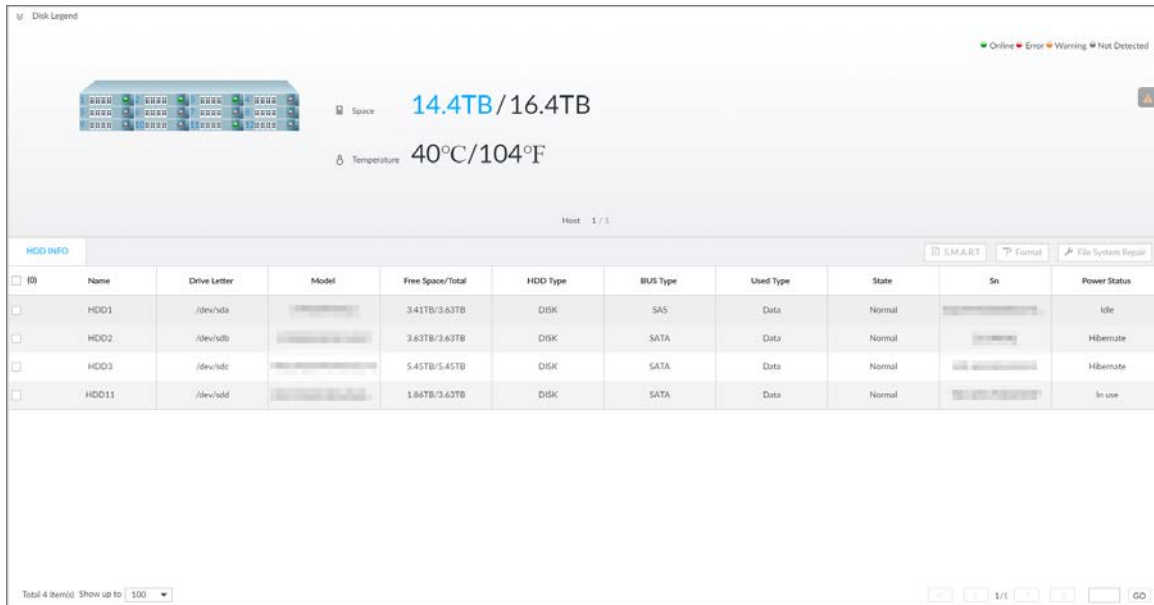 Disk Legend
Online Error Warning Not Detected
Space 14.4TB/16.4TB
Temperature 40°C/104°F
Host 1 / 1
HDD INFO S.M.A.R.T Format File System Repair
(0) Name Drive Letter Model Free Space/Total HDD Type BUS Type Used Type State Sn Power Status
HDD1 /dev/sda 3.41TB/3.63TB DISK SAS Data Normal Idle
HDD2 /dev/sdb 3.63TB/3.63TB DISK SATA Data Normal Hibernate
HDD3 /dev/sdc 5.45TB/5.45TB DISK SATA Data Normal Hibernate
HDD11 /dev/sdd 1.86TB/3.63TB DISK SATA Data Normal In use
Total 4 item(s) Show up to 100 1/1 GO